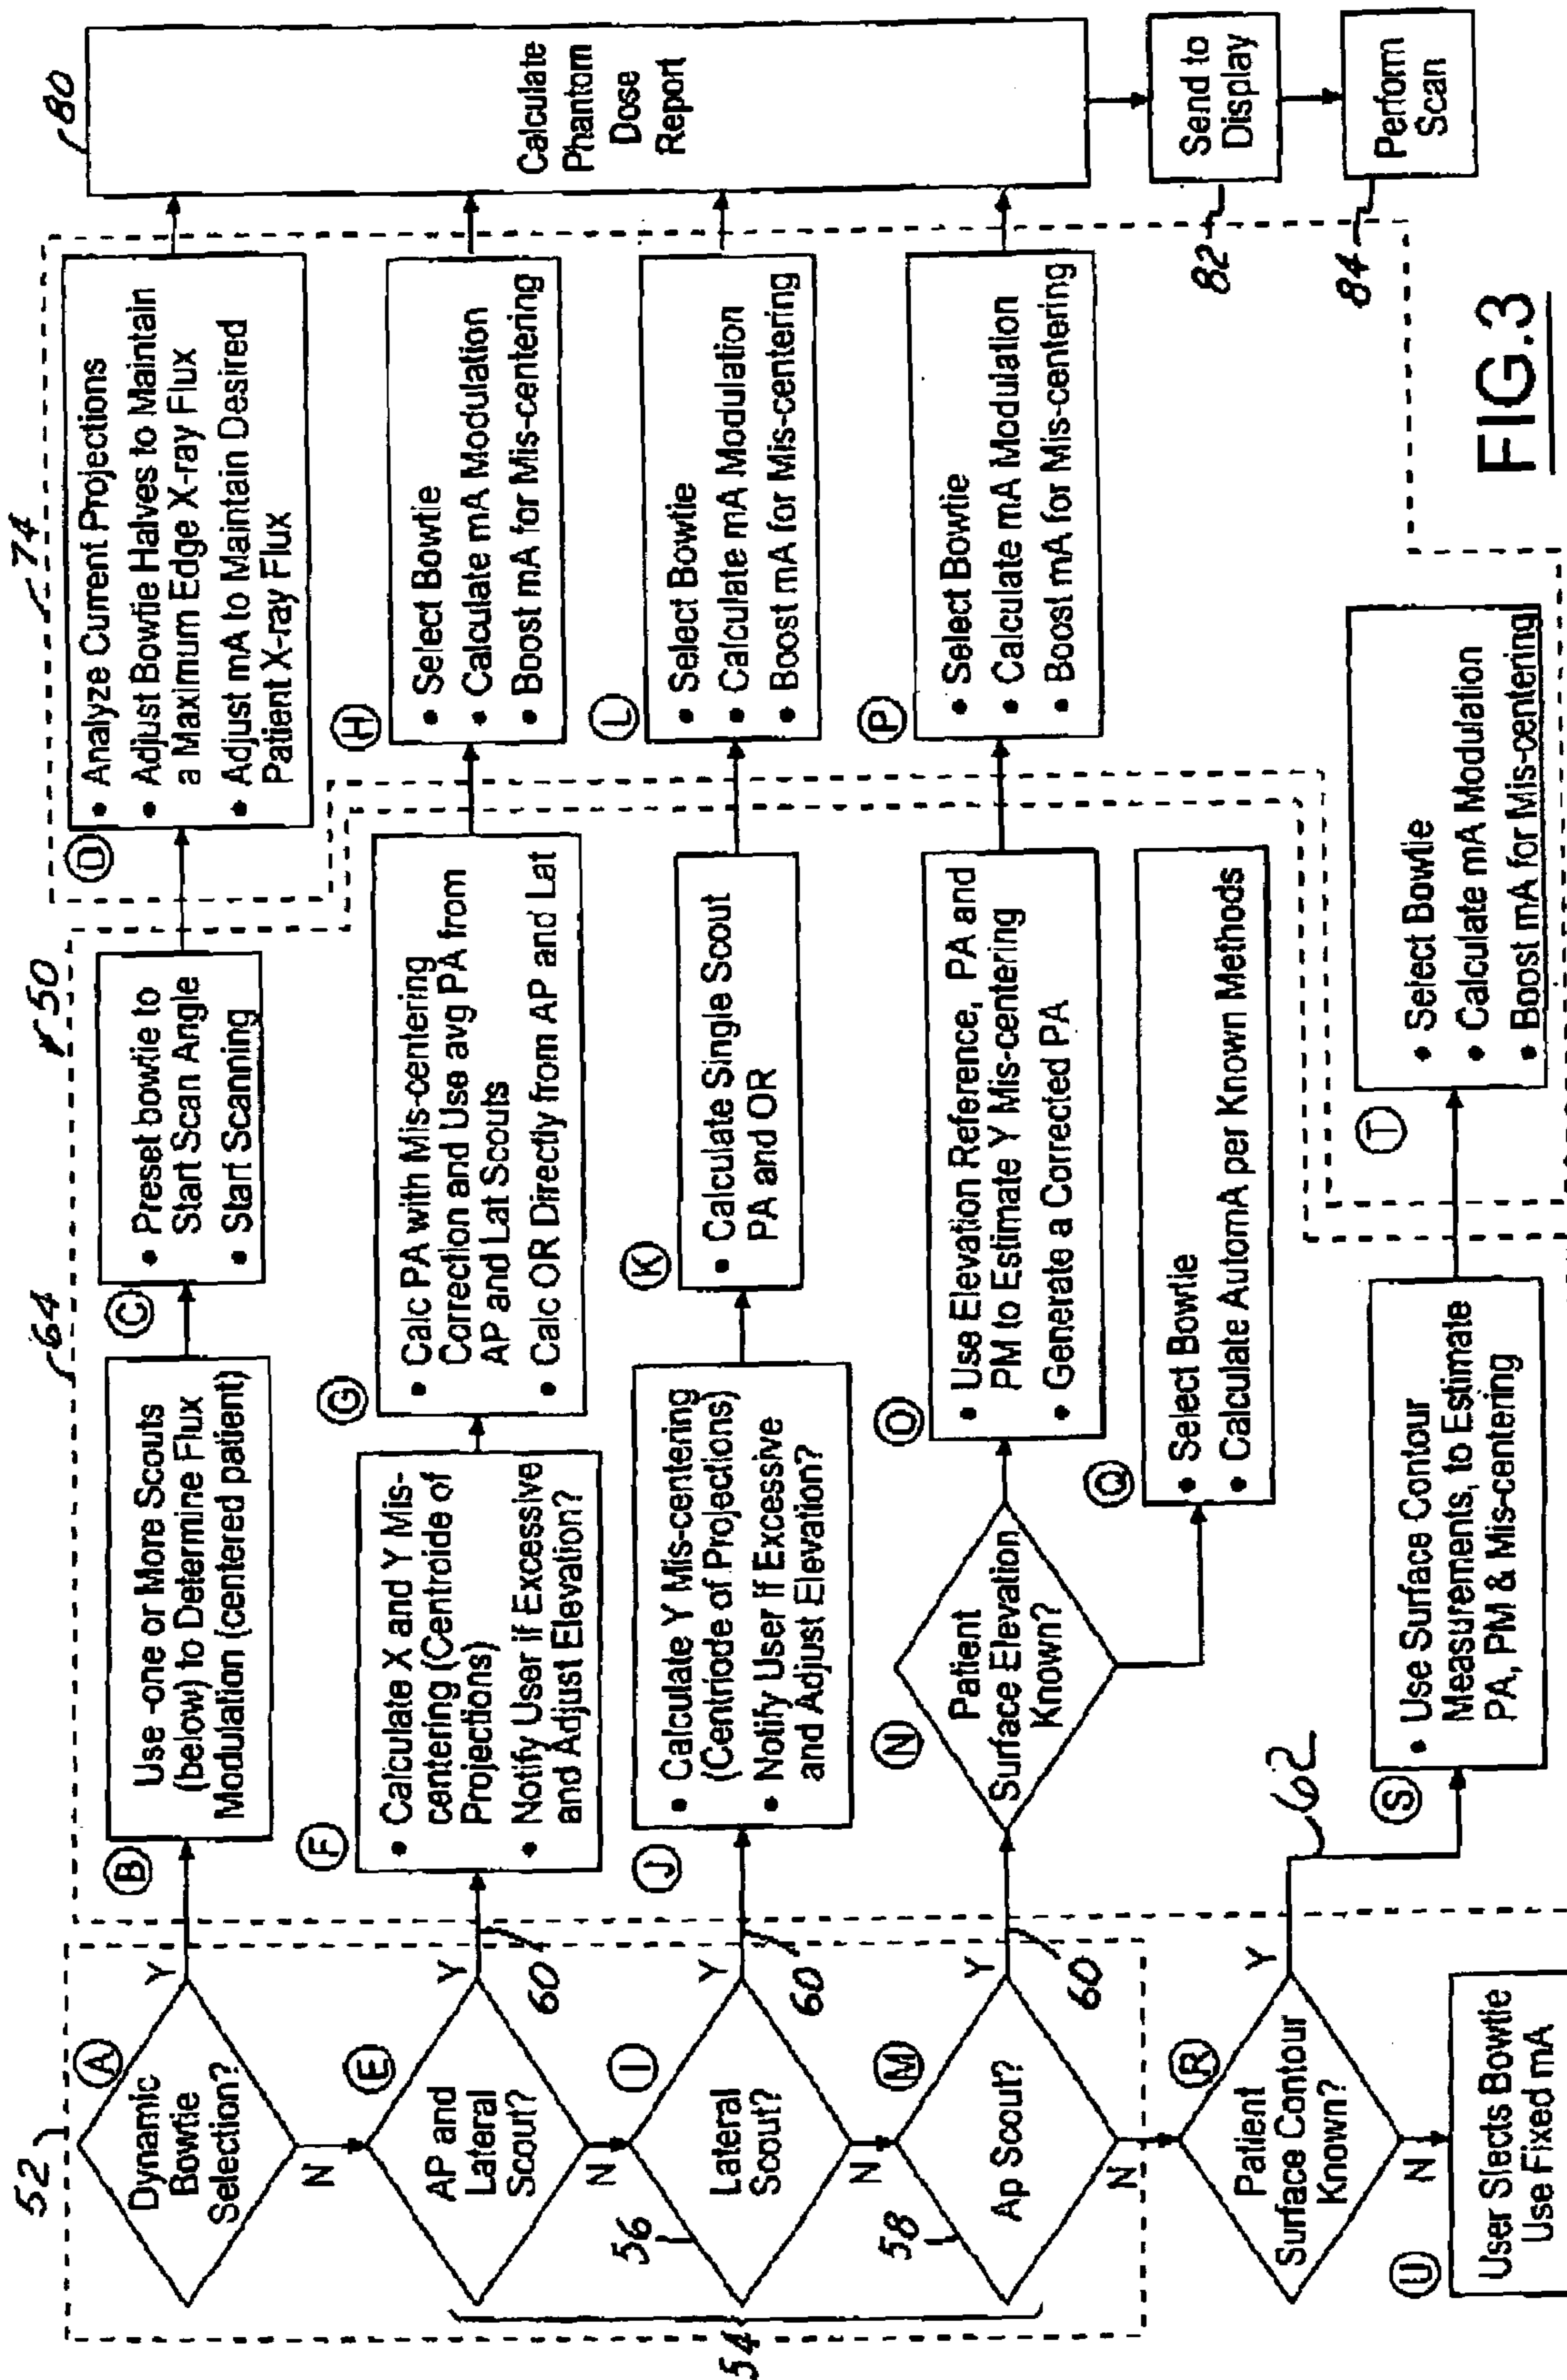 52
A
Dynamic
Bowtie
Selection?
Y
N
B
Use -one or More Scouts
(below) to Determine Flux
Modulation (centered patient)
64
50
C
• Preset bowtie to
Start Scan Angle
• Start Scanning
74
D
• Analyze Current Projections
• Adjust Bowtie Halves to Maintain
a Maximum Edge X-ray Flux
• Adjust mA to Maintain Desired
Patient X-ray Flux
80
Calculate
Phantom
Dose
Report
54
E
AP and
Lateral
Scout?
Y
N
60
F
• Calculate X and Y Mis-
centering (Centroide of
Projections)
• Notify User if Excessive
and Adjust Elevation?
G
• Calc PA with Mis-centering
Correction and Use avg PA from
AP and Lat Scouts
• Calc OR Directly from AP and Lat
H
• Select Bowtie
• Calculate mA Modulation
• Boost mA for Mis-centering
56
I
Lateral
Scout?
Y
N
60
J
• Calculate Y Mis-centering
(Centriode of Projections)
• Notify User if Excessive
and Adjust Elevation?
K
• Calculate Single Scout
PA and OR
L
• Select Bowtie
• Calculate mA Modulation
• Boost mA for Mis-centering
58
M
Ap Scout?
Y
N
60
N
Patient
Surface Elevation
Known?
O
• Use Elevation Reference, PA and
PM to Estimate Y Mis-centering
• Generate a Corrected PA
P
• Select Bowtie
• Calculate mA Modulation
• Boost mA for Mis-centering
Q
• Select Bowtie
• Calculate AutomA per Known Methods
82
Send to
Display
84
Perform
Scan
R
Patient
Surface Contour
Known?
Y
N
62
S
• Use Surface Contour
Measurements, to Estimate
PA, PM & Mis-centering
T
• Select Bowtie
• Calculate mA Modulation
• Boost mA for Mis-centering
U
User Slects Bowtie
Use Fixed mA
FIG.3